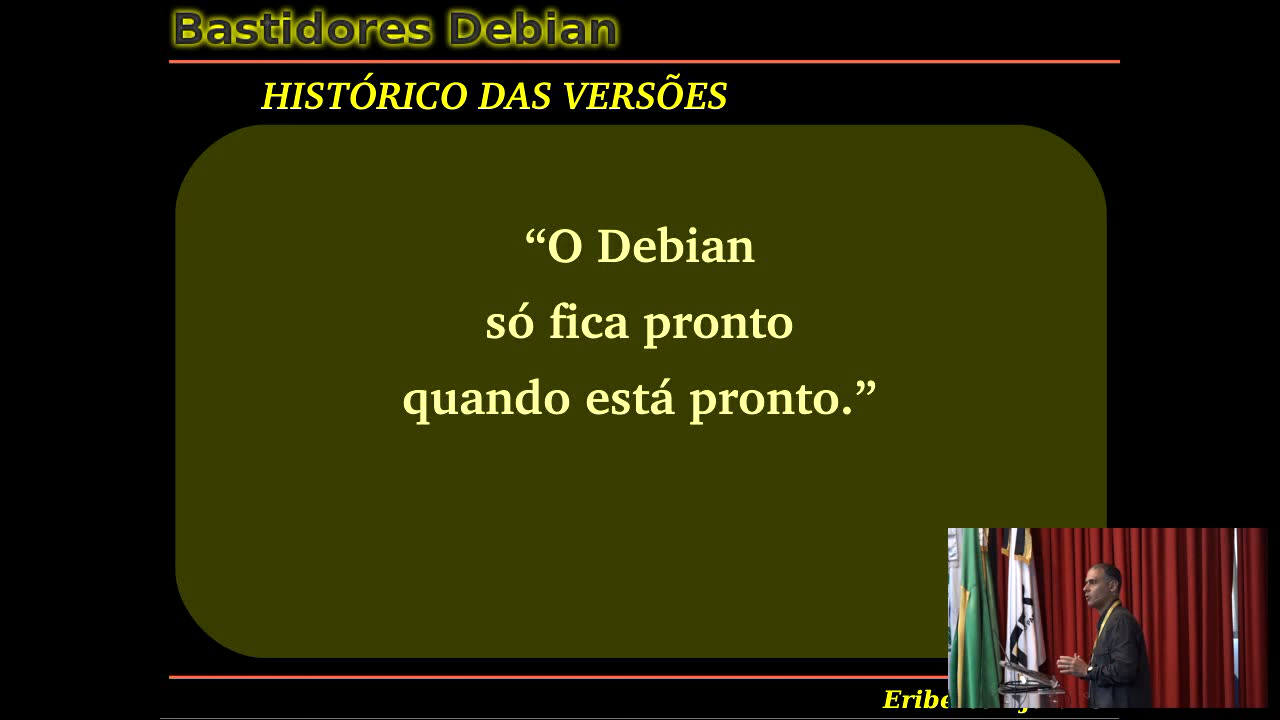 Bastidores Debian
HISTÓRICO DAS VERSÕES
“O Debian
só fica pronto
quando está pronto.”